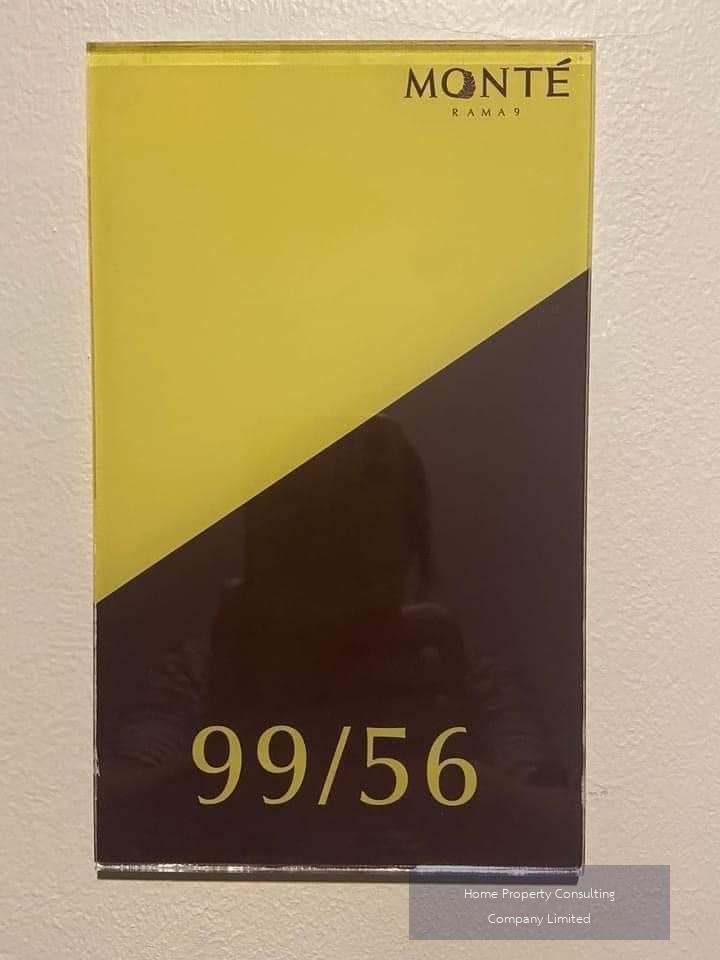 MONTÉ
RAMA9
99/56
Home Property Consulting
Company Limited